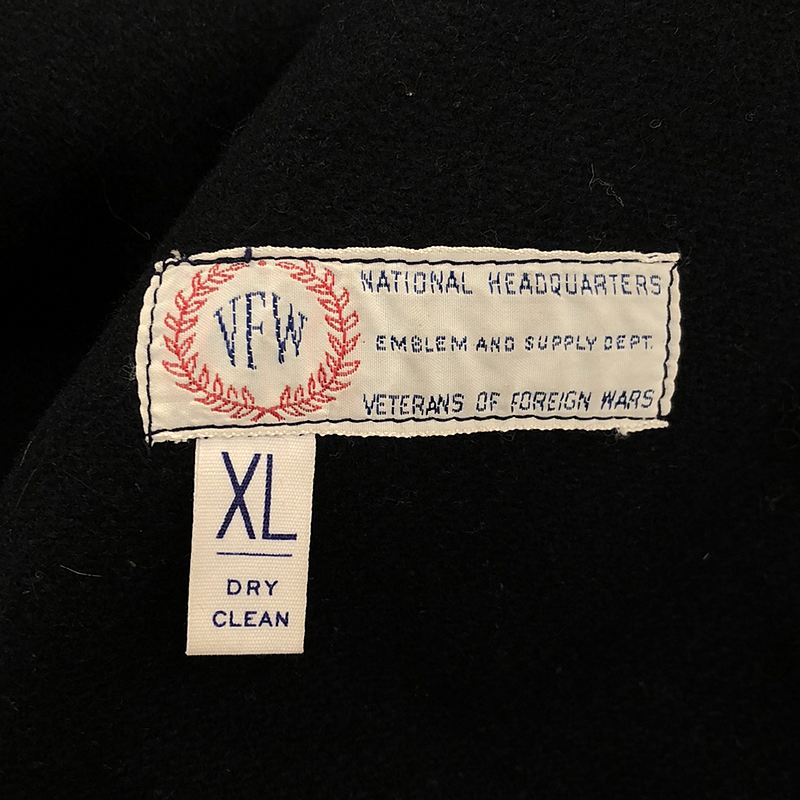 VFW
NATIONAL HEADQUARTERS
EMBLEM AND SUPPLY DEPT.
VETERANS OF FOREIGN WARS
XL
DRY
CLEAN